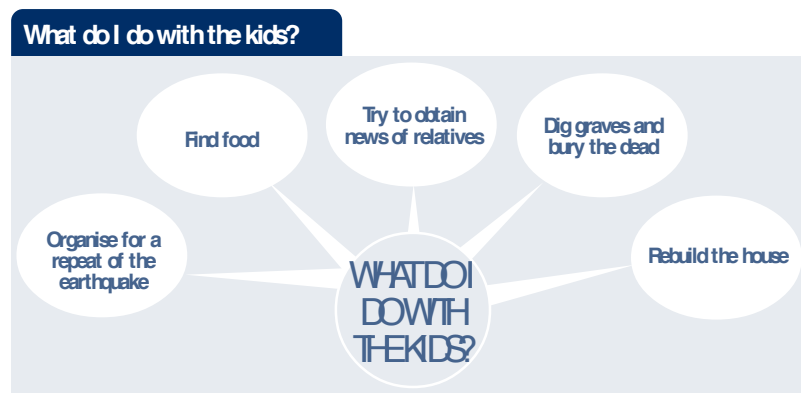 What do I do with the kids?
Find food
Try to obtain
news of relatives
Dig graves and
bury the dead
Organise for a
repeat of the
earthquake
Rebuild the house
WHAT DO I
DO WITH
THE KIDS?